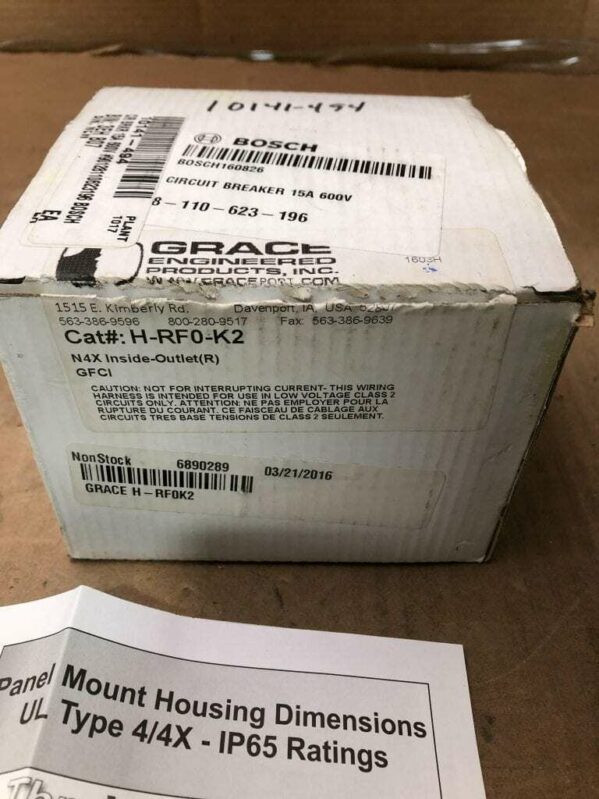 10141-494
10141-494
PLANT
1017
EA
BOSCH
BOSCH160826
CIRCUIT BREAKER 15A 600V
8-110-623-196
GRACE
ENGINEERED
PRODUCTS, INC.
WWW.GRACEPORT.COM
1603H
1515 E. Kimberly Rd. Davenport, IA, USA
563-386-9596 800-280-9517 Fax: 563-386-9639
Cat#: H-RF0-K2
N4X Inside-Outlet(R)
GFCI
CAUTION: NOT FOR INTERRUPTING CURRENT- THIS WIRING
HARNESS IS INTENDED FOR USE IN LOW VOLTAGE CLASS 2
CIRCUITS ONLY. ATTENTION: NE PAS EMPLOYER POUR LA
RUPTURE DU COURANT. CE FAISCEAU DE CABLAGE AUX
CIRCUITS TRES BASE TENSIONS DE CLASS 2 SEULEMENT.
NonStock 6890289 03/21/2016
GRACE H-RF0K2
Panel Mount Housing Dimensions
UL Type 4/4X - IP65 Ratings